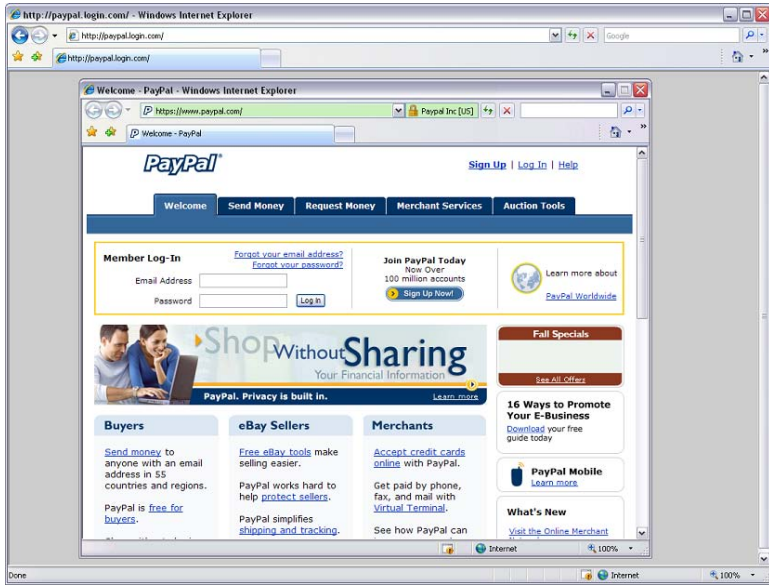 http://paypal.login.com/ - Windows Internet Explorer
http://paypal.login.com/
Google
http://paypal.login.com/
Welcome - PayPal - Windows Internet Explorer
https://www.paypal.com/
Paypal Inc [US]
Welcome - PayPal
PayPal
Sign Up | Log In | Help
Welcome
Send Money
Request Money
Merchant Services
Auction Tools
Member Log-In
Forgot your email address?
Forgot your password?
Email Address
Password
Log In
Join PayPal Today
Now Over
100 million accounts
Sign Up Now!
Learn more about
PayPal Worldwide
Shop Without Sharing
Your Financial Information
PayPal. Privacy is built in.
Learn more
Fall Specials
See All Offers
16 Ways to Promote
Your E-Business
Download your free
guide today
PayPal Mobile
Learn more
What's New
Visit the Online Merchant
Buyers
Send money to
anyone with an email
address in 55
countries and regions.
PayPal is free for
buyers.
eBay Sellers
Free eBay tools make
selling easier.
PayPal works hard to
help protect sellers.
PayPal simplifies
shipping and tracking.
Merchants
Accept credit cards
online with PayPal.
Get paid by phone,
fax, and mail with
Virtual Terminal.
See how PayPal can
Internet
100%
Done
Internet
100%